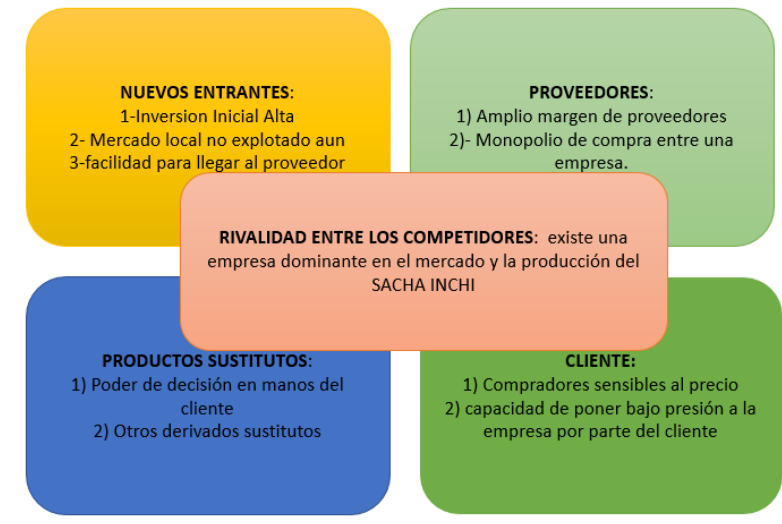 NUEVOS ENTRANTES:
1-Inversion Inicial Alta
2- Mercado local no explotado aun
3-facilidad para llegar al proveedor
PROVEEDORES:
1) Amplio margen de proveedores
2)- Monopolio de compra entre una
empresa.
RIVALIDAD ENTRE LOS COMPETIDORES: existe una
empresa dominante en el mercado y la producción del
SACHA INCHI
PRODUCTOS SUSTITUTOS:
1) Poder de decisión en manos del
cliente
2) Otros derivados sustitutos
CLIENTE:
1) Compradores sensibles al precio
2) capacidad de poner bajo presión a la
empresa por parte del cliente